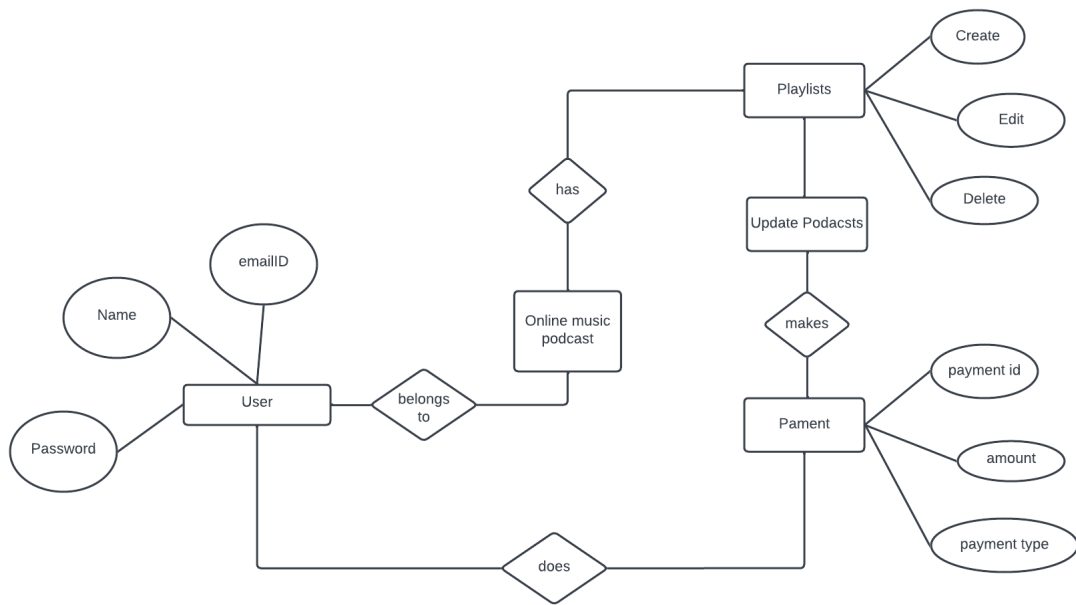 Create
Playlists
Edit
has
Delete
Update Podacsts
emailID
Name
Online music
podcast
makes
payment id
User
belongs
to
Pament
Password
amount
payment type
does